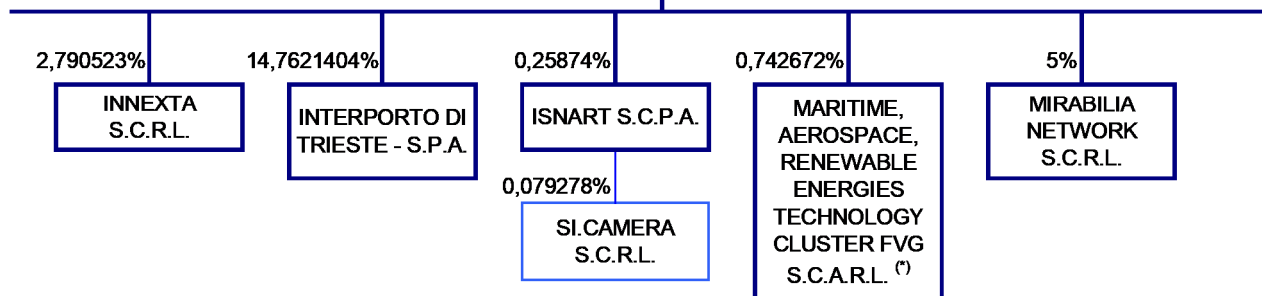 2,790523%
14,7621404%
0,25874%
0,742672%
5%
INNEXTA
S.C.R.L.
INTERPORTO DI
TRIESTE - S.P.A.
ISNART S.C.P.A.
MARITIME,
AEROSPACE,
RENEWABLE
ENERGIES
TECHNOLOGY
CLUSTER FVG
S.C.A.R.L. (*)
MIRABILIA
NETWORK
S.C.R.L.
0,079278%
SI.CAMERA
S.C.R.L.